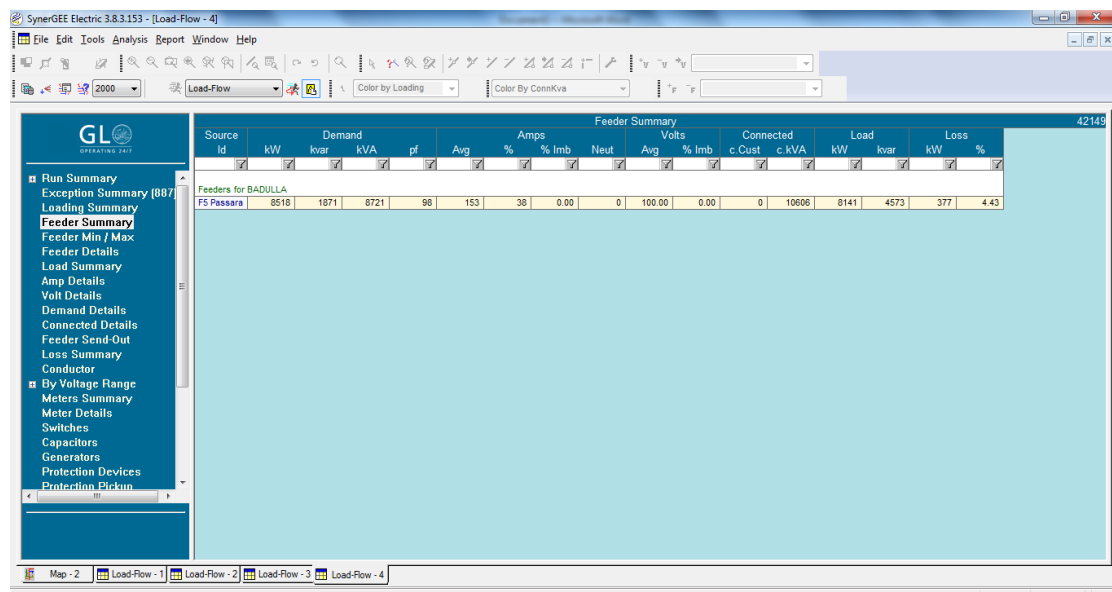 SynerGEE Electric 3.8.3.153 - [Load-Flow - 4]
File Edit Tools Analysis Report Window Help
2000 Load-Flow Color by Loading Color By ConnKva
GL
OPERATING 24/7
Run Summary
Exception Summary (887)
Loading Summary
Feeder Summary
Feeder Min / Max
Feeder Details
Load Summary
Amp Details
Volt Details
Demand Details
Connected Details
Feeder Send-Out
Loss Summary
Conductor
By Voltage Range
Meters Summary
Meter Details
Switches
Capacitors
Generators
Protection Devices
Protection Pickup
Feeder Summary 42149
Source Demand Amps Volts Connected Load Loss
Id kW kvar kVA pf Avg % % Imb Neut Avg % Imb c.Cust c.kVA kW kvar kW %
Feeders for BADULLA
F5 Passara 8518 1871 8721 98 153 38 0.00 0 100.00 0.00 0 10606 8141 4573 377 4.43
Map - 2 Load-Flow - 1 Load-Flow - 2 Load-Flow - 3 Load-Flow - 4